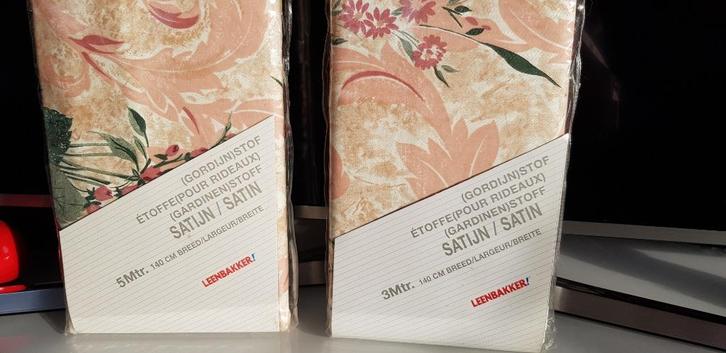 (GORDIJN)STOF
ÉTOFFE(POUR RIDEAUX)
(GARDINEN)STOFF
SATIJN / SATIN
5Mtr. 140 CM BREED/LARGEUR/BREITE
LEENBAKKER!
(GORDIJN)STOF
ÉTOFFE(POUR RIDEAUX)
(GARDINEN)STOFF
SATIJN / SATIN
3Mtr. 140 CM BREED/LARGEUR/BREITE
LEENBAKKER!